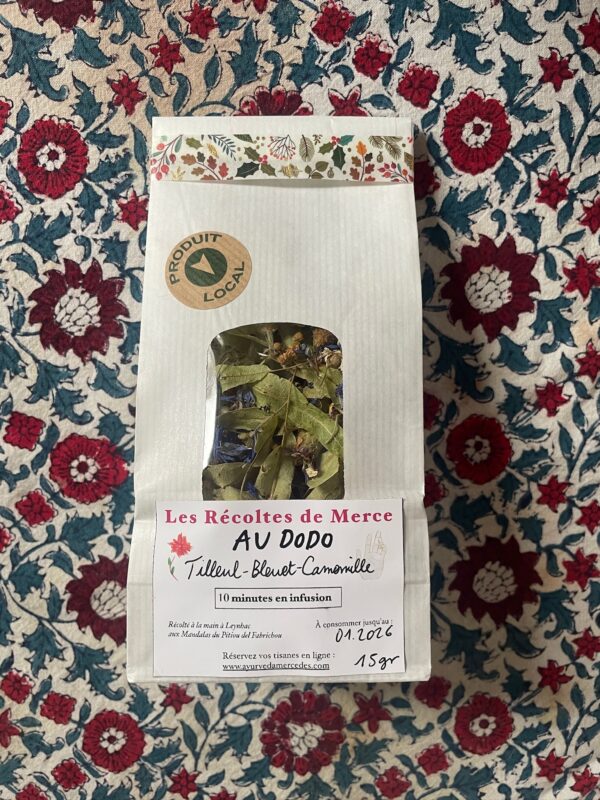 PRODUIT
LOCAL
Les Récoltes de Merce
AU DODO
Tilleul-Bleuet-Camomille
10 minutes en infusion
Récolté à la main à Leynhac
aux Mandalas du Pitiou del Fabrichou
À consommer jusqu'au :
01.2026
Réservez vos tisanes en ligne :
www.ayurvedamercedes.com
15gr